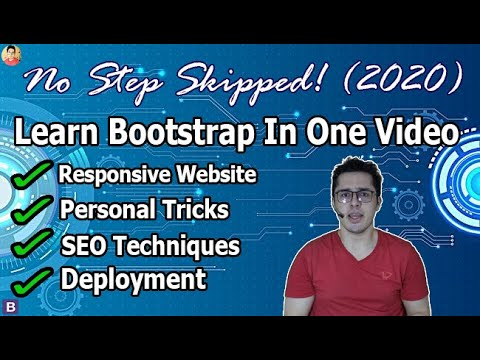 No Step Skipped! (2020)
Learn Bootstrap In One Video
Responsive Website
Personal Tricks
SEO Techniques
Deployment
B